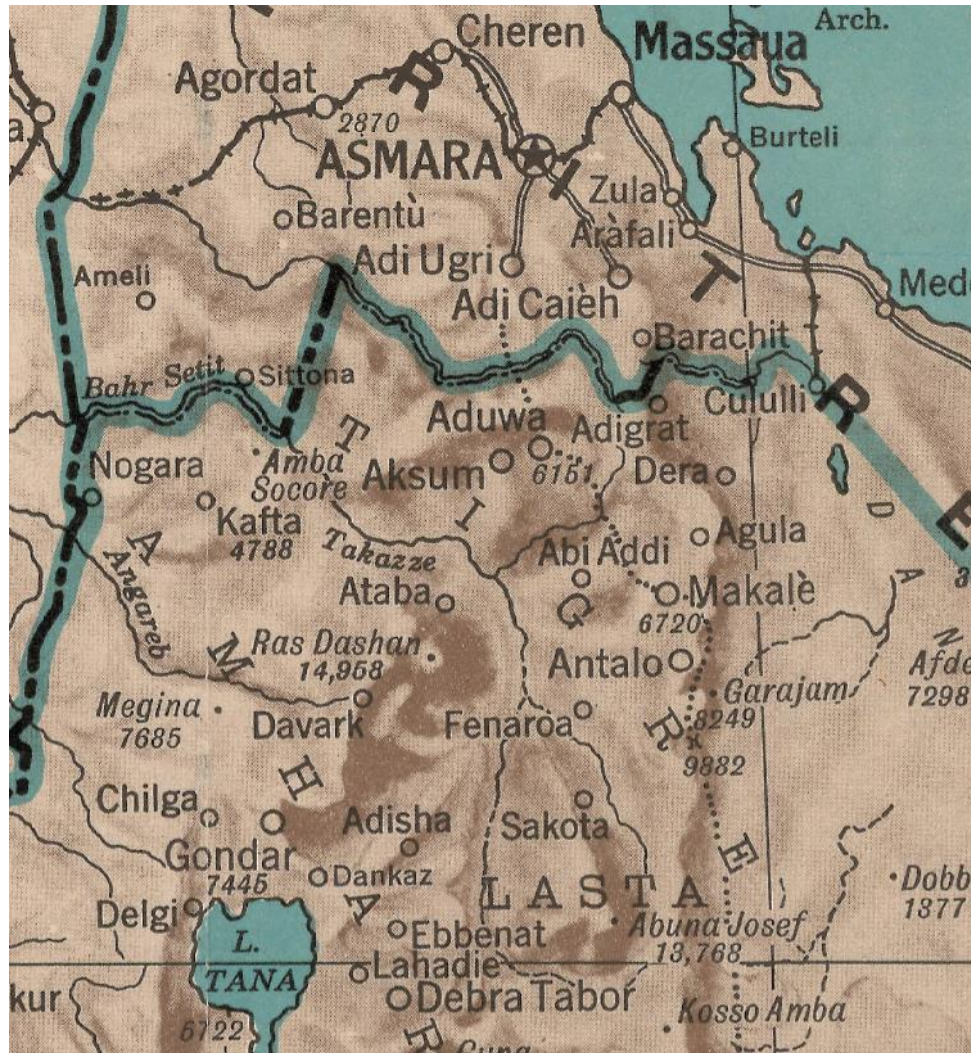 Arch.
Cheren
Massaua
Agordat
2870
ASMARA
Burteli
Zula
Barentù
Aràfali
Adi Ugri
Ameli
Adi Caièh
Med
Barachit
Bahr Setit
Sittona
Cululli
Aduwa
Adigrat
Amba
Socore
Aksum
6151
Dera
Nogara
Kafta
4788
Takazze
Abi Addi
Agula
Angareb
Ataba
Makalè
6720
Ras Dashan
14,958
Antalo
Afde
7298
Garajam
Megina
7685
Davark
Fenaroa
8249
9882
Chilga
Adisha
Sakota
Gondar
7445
Dankaz
Dobb
1377
Delgi
LASTA
Abuna Josef
13,768
Ebbenat
L.
TANA
Lahadie
kur
Debra Tabor
Kosso Amba
6722
Guna
R I T R E
T I G R E
A M H A R
D A N